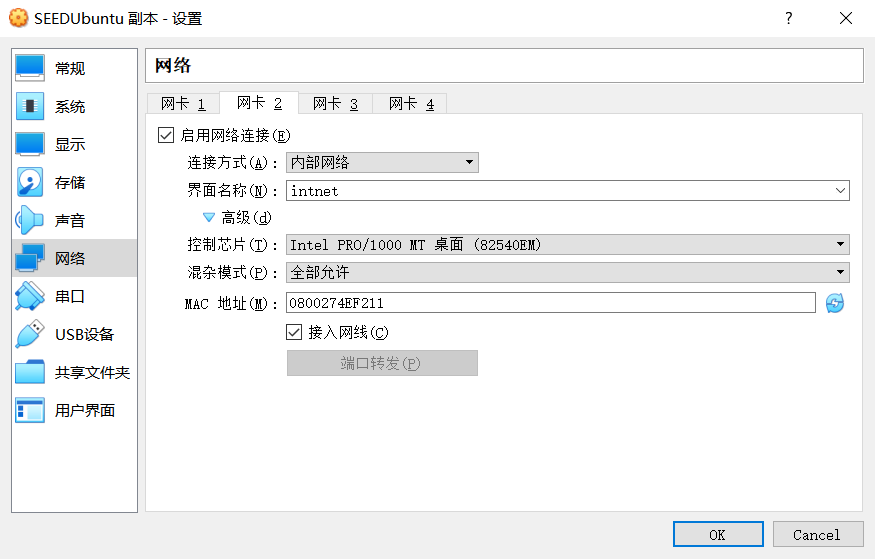 SEEDUbuntu 副本 - 设置
?
常规
系统
显示
存储
声音
网络
串口
USB设备
共享文件夹
用户界面
网络
网卡 1 网卡 2 网卡 3 网卡 4
启用网络连接(E)
连接方式(A): 内部网络
界面名称(N): intnet
高级(d)
控制芯片(T): Intel PRO/1000 MT 桌面 (82540EM)
混杂模式(P): 全部允许
MAC 地址(M): 0800274EF211
接入网线(C)
端口转发(P)
OK Cancel